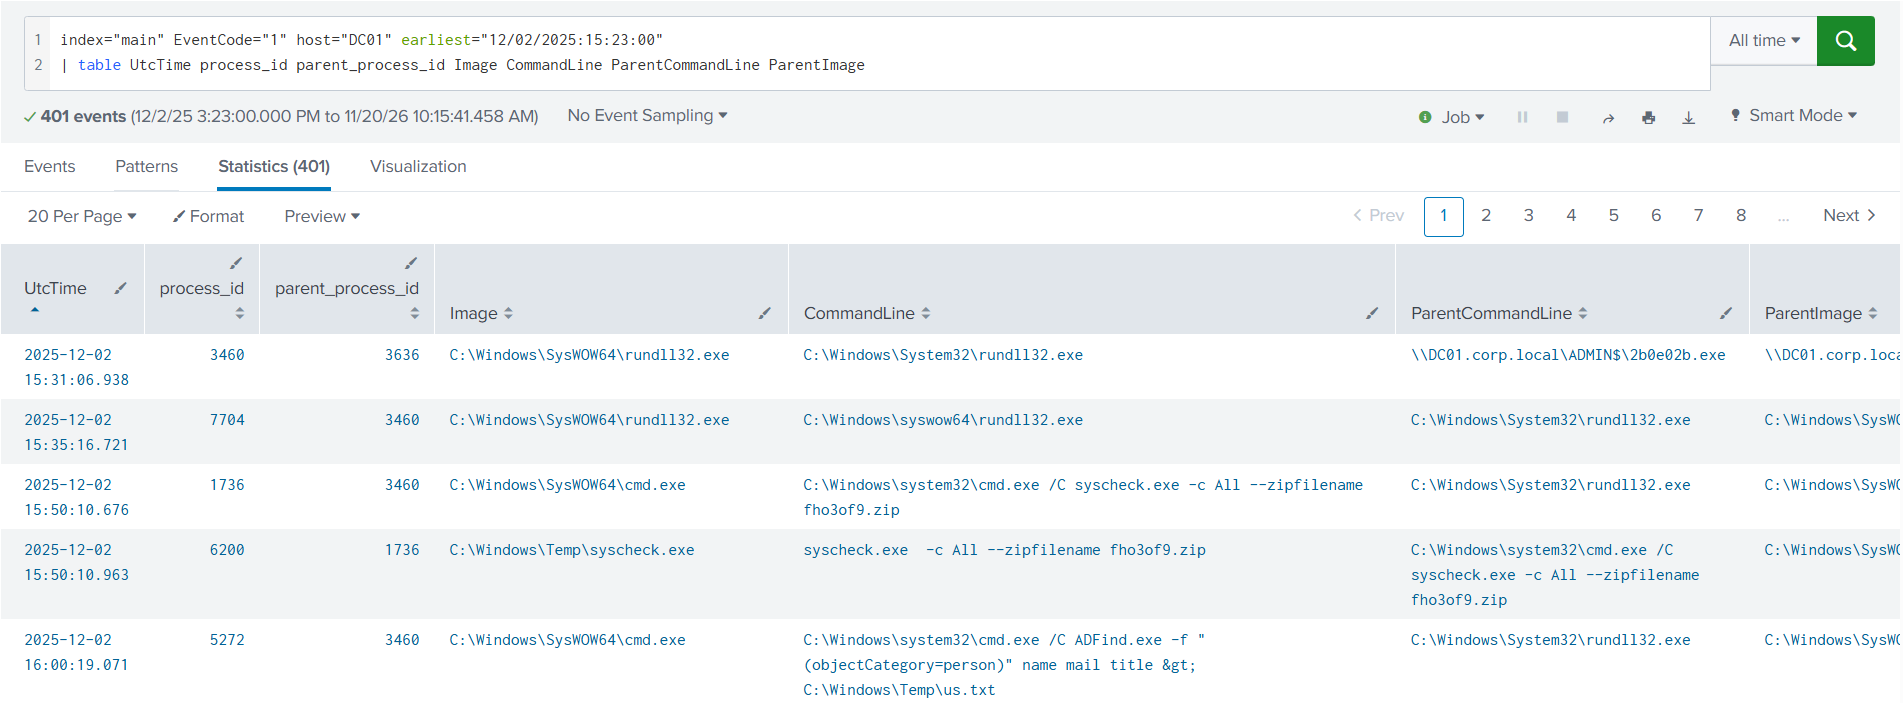 1 index="main" EventCode="1" host="DC01" earliest="12/02/2025:15:23:00"
2 | table UtcTime process_id parent_process_id Image CommandLine ParentCommandLine ParentImage
All time
401 events (12/2/25 3:23:00.000 PM to 11/20/26 10:15:41.458 AM) No Event Sampling
Job Smart Mode
Events Patterns Statistics (401) Visualization
20 Per Page Format Preview
Prev 1 2 3 4 5 6 7 8 ... Next
UtcTime process_id parent_process_id Image CommandLine ParentCommandLine ParentImage
2025-12-02 3460 3636 C:\Windows\SysWOW64\rundll32.exe C:\Windows\System32\rundll32.exe \\DC01.corp.local\ADMIN$\2b0e02b.exe \\DC01.corp.loca
15:31:06.938
2025-12-02 7704 3460 C:\Windows\SysWOW64\rundll32.exe C:\Windows\syswow64\rundll32.exe C:\Windows\System32\rundll32.exe C:\Windows\SysWO
15:35:16.721
2025-12-02 1736 3460 C:\Windows\SysWOW64\cmd.exe C:\Windows\system32\cmd.exe /C syscheck.exe -c All --zipfilename C:\Windows\System32\rundll32.exe C:\Windows\SysWO
15:50:10.676 fho3of9.zip
2025-12-02 6200 1736 C:\Windows\Temp\syscheck.exe syscheck.exe  -c All --zipfilename fho3of9.zip C:\Windows\system32\cmd.exe /C C:\Windows\SysWO
15:50:10.963 syscheck.exe -c All --zipfilename
fho3of9.zip
2025-12-02 5272 3460 C:\Windows\SysWOW64\cmd.exe C:\Windows\system32\cmd.exe /C ADFind.exe -f " C:\Windows\System32\rundll32.exe C:\Windows\SysWO
16:00:19.071 (objectCategory=person)" name mail title &gt;
C:\Windows\Temp\us.txt